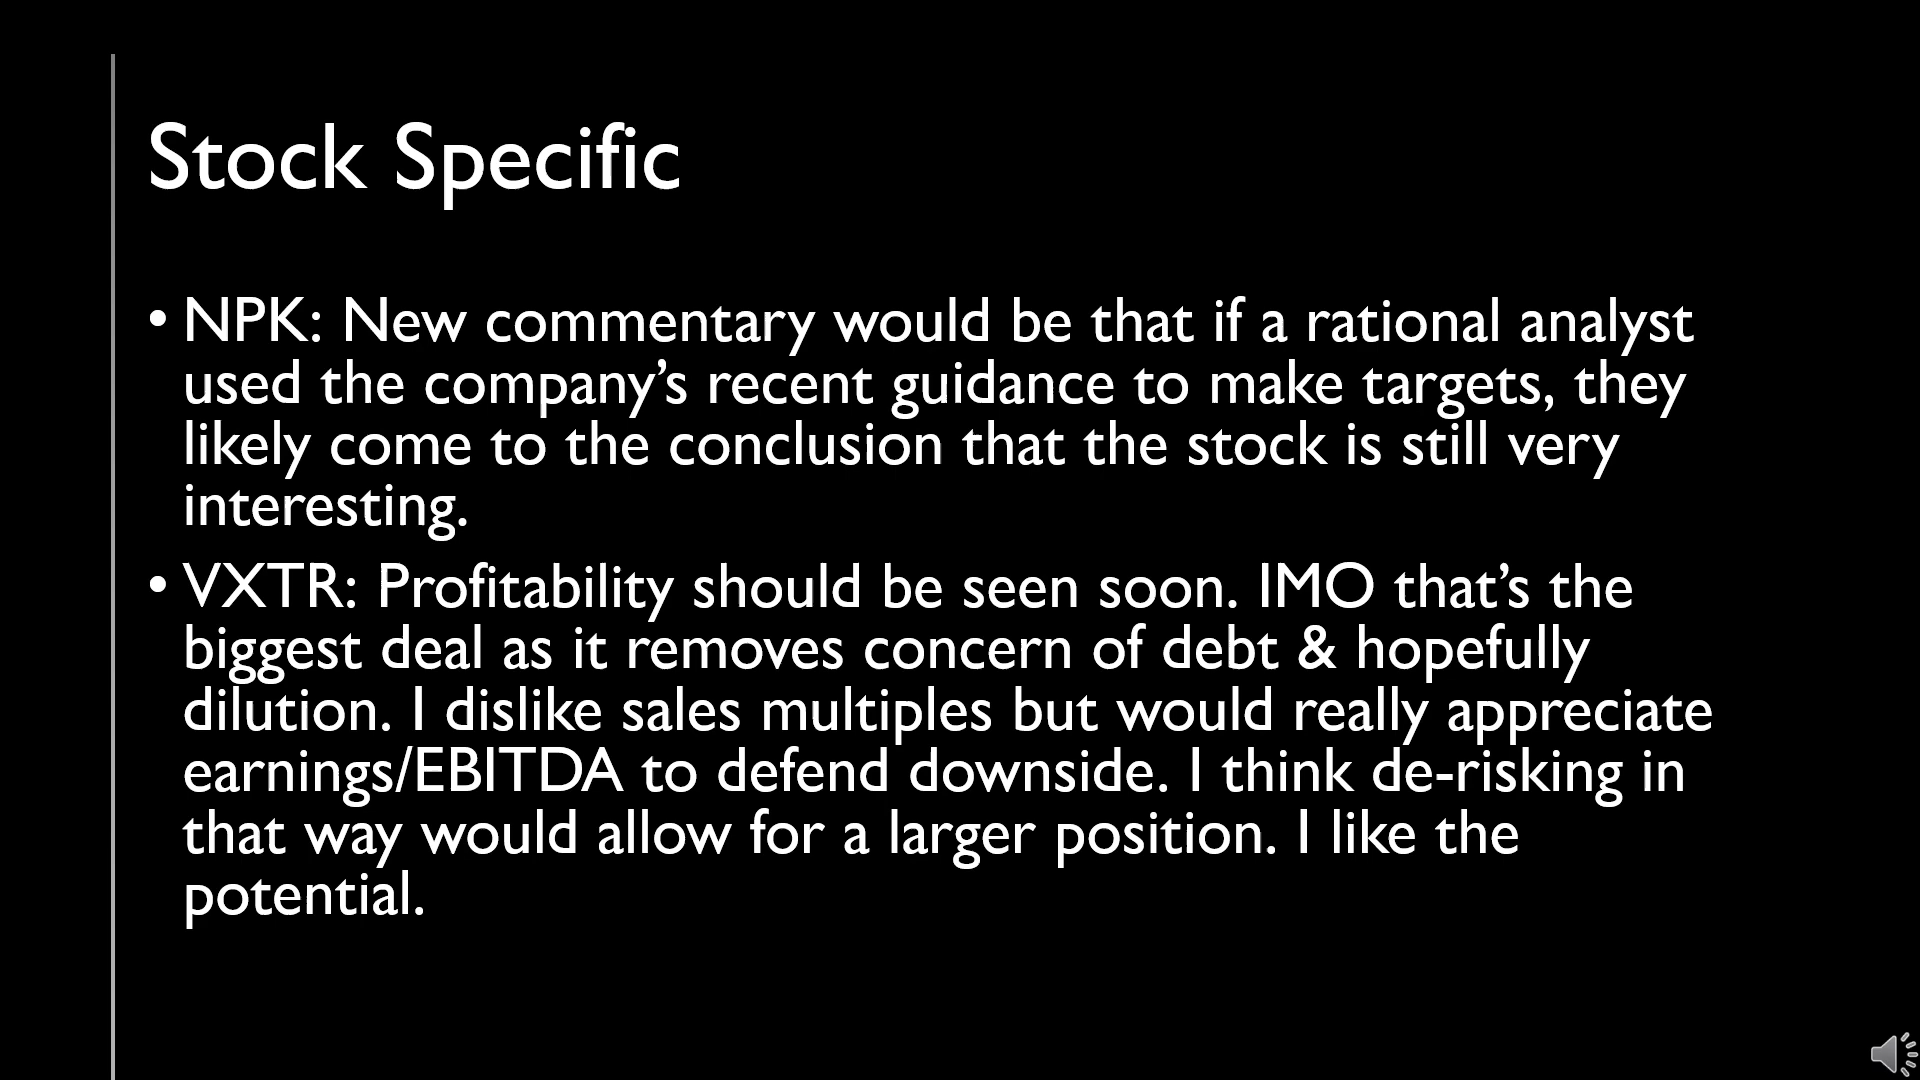 Stock Specific
• NPK: New commentary would be that if a rational analyst
used the company’s recent guidance to make targets, they
likely come to the conclusion that the stock is still very
interesting.
• VXTR: Profitability should be seen soon. IMO that’s the
biggest deal as it removes concern of debt & hopefully
dilution. I dislike sales multiples but would really appreciate
earnings/EBITDA to defend downside. I think de-risking in
that way would allow for a larger position. I like the
potential.